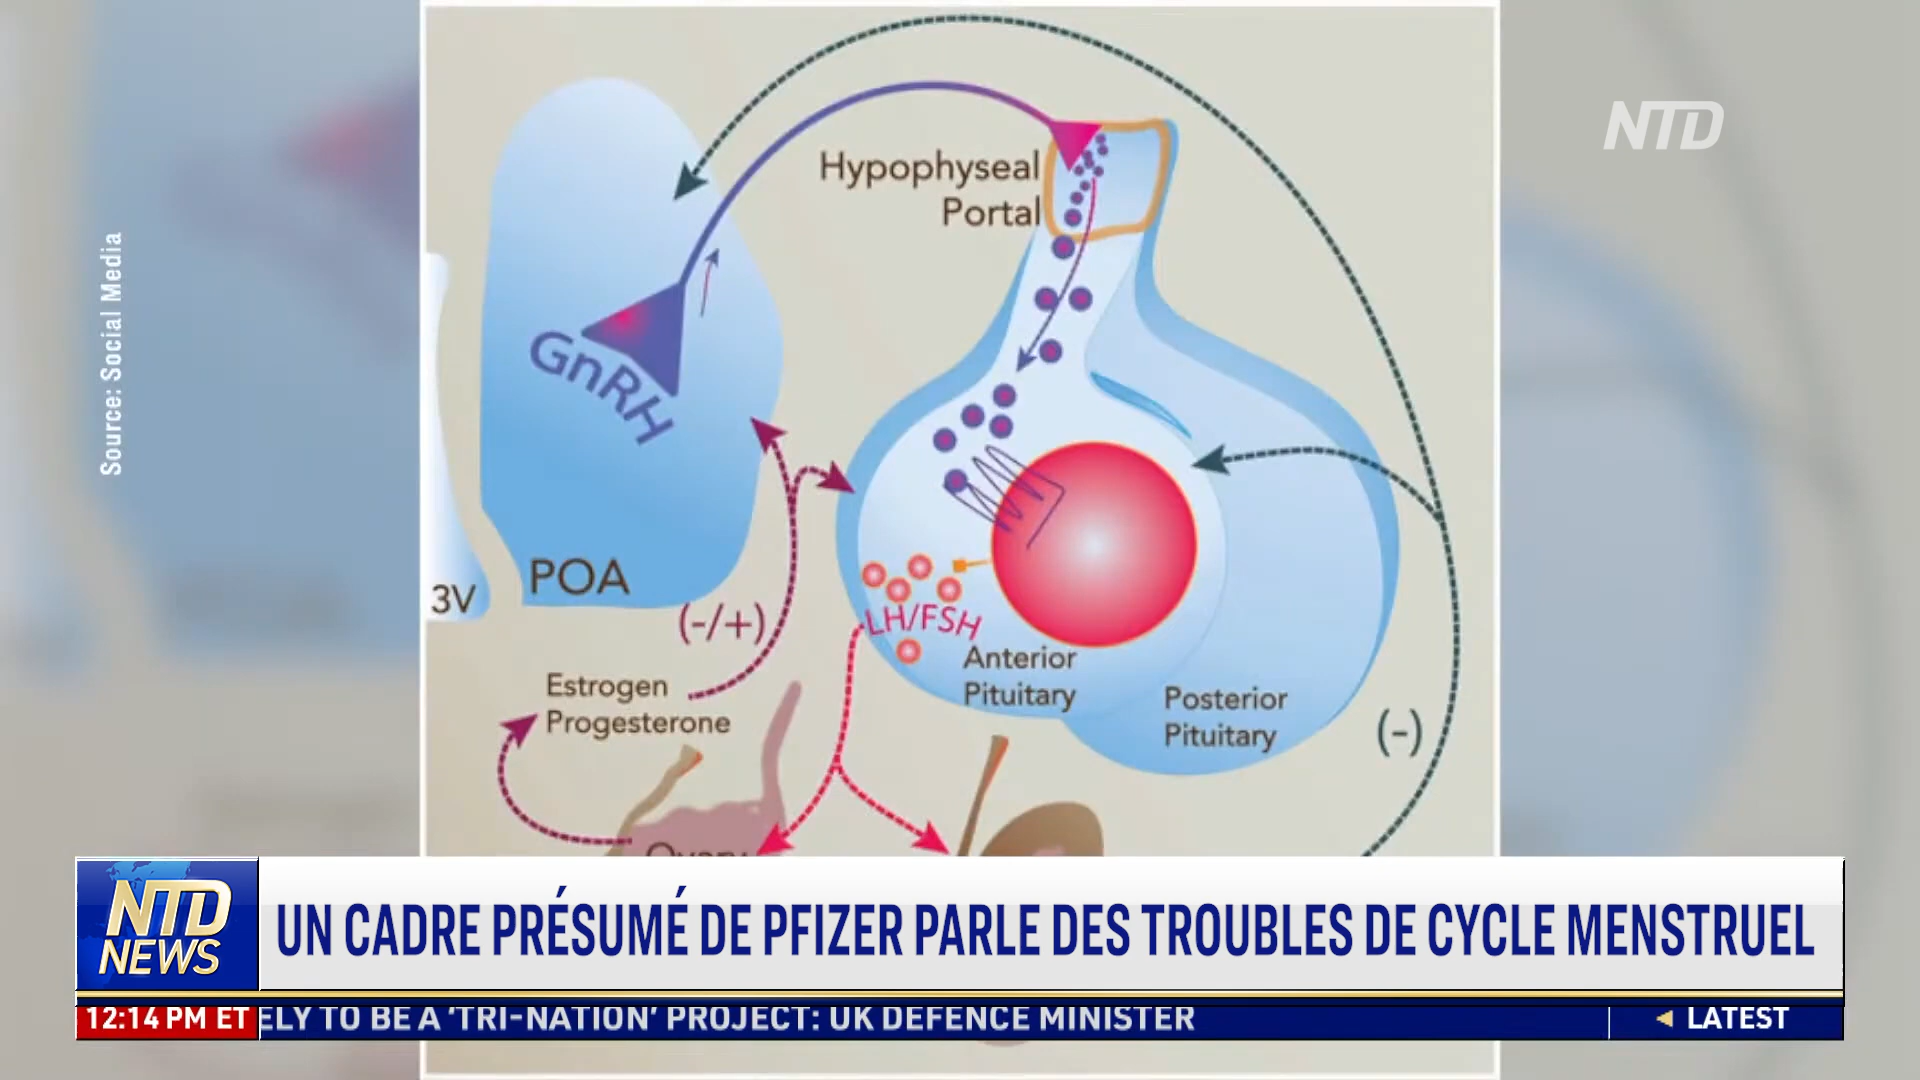 NTD
Source: Social Media
Hypophyseal
Portal
GnRH
POA
3V
(-/+)
LH/FSH
Anterior
Pituitary
Posterior
Pituitary
(-)
Estrogen
Progesterone
Ovary
NTD
NEWS
UN CADRE PRÉSUMÉ DE PFIZER PARLE DES TROUBLES DE CYCLE MENSTRUEL
12:14 PM ET
ELY TO BE A 'TRI-NATION' PROJECT: UK DEFENCE MINISTER
LATEST